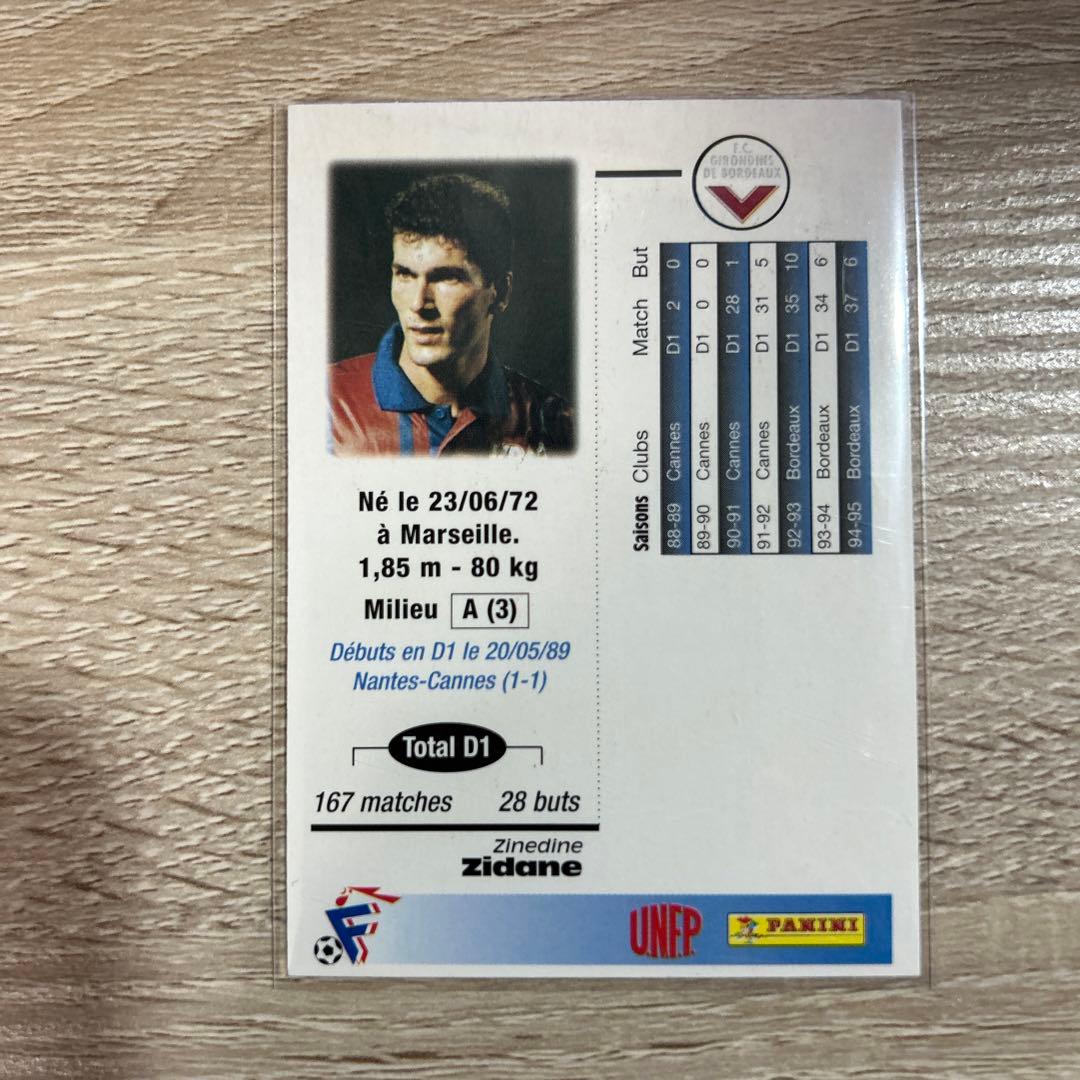 F.C.
GIRONDINS
DE BORDEAUX
Saisons Clubs Match But
88-89 Cannes D1 2 0
89-90 Cannes D1 0 0
90-91 Cannes D1 28 1
91-92 Cannes D1 31 5
92-93 Bordeaux D1 35 10
93-94 Bordeaux D1 34 6
94-95 Bordeaux D1 37 6
Né le 23/06/72
à Marseille.
1,85 m - 80 kg
Milieu A (3)
Débuts en D1 le 20/05/89
Nantes-Cannes (1-1)
Total D1
167 matches 28 buts
Zinedine
Zidane
F U.N.F.P. PANINI